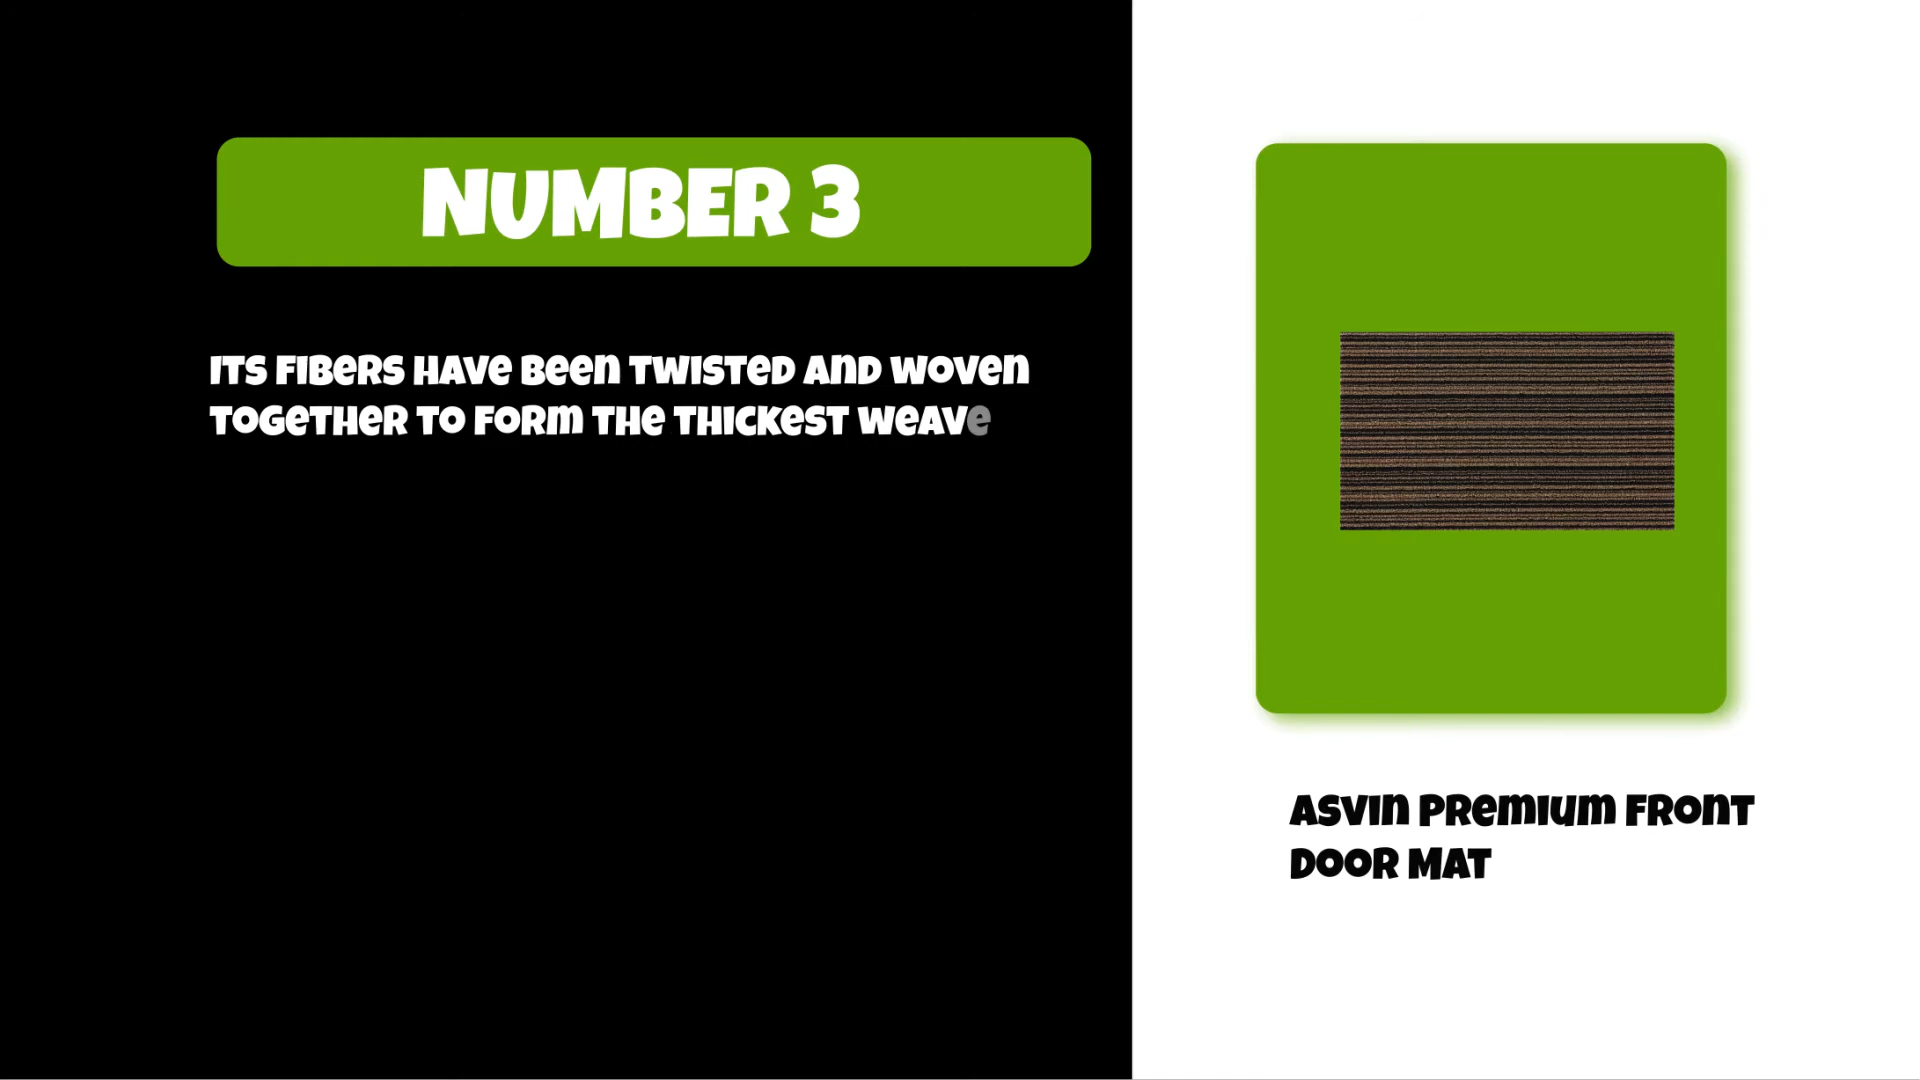 NUMBER 3
ITS FIBERS HAVE BEEN TWISTED AND WOVEN
TOGETHER TO FORM THE THICKEST WEAVE
ASVIN PREMIUM FRONT
DOOR MAT